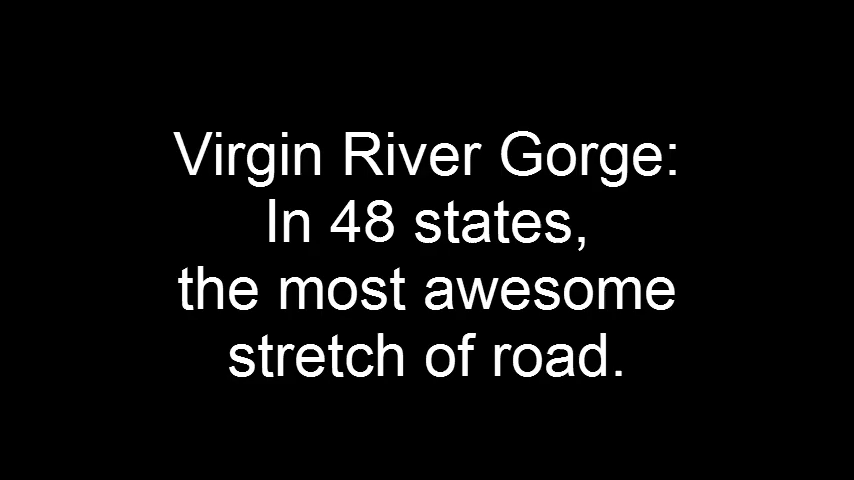 Virgin River Gorge:
In 48 states,
the most awesome
stretch of road.